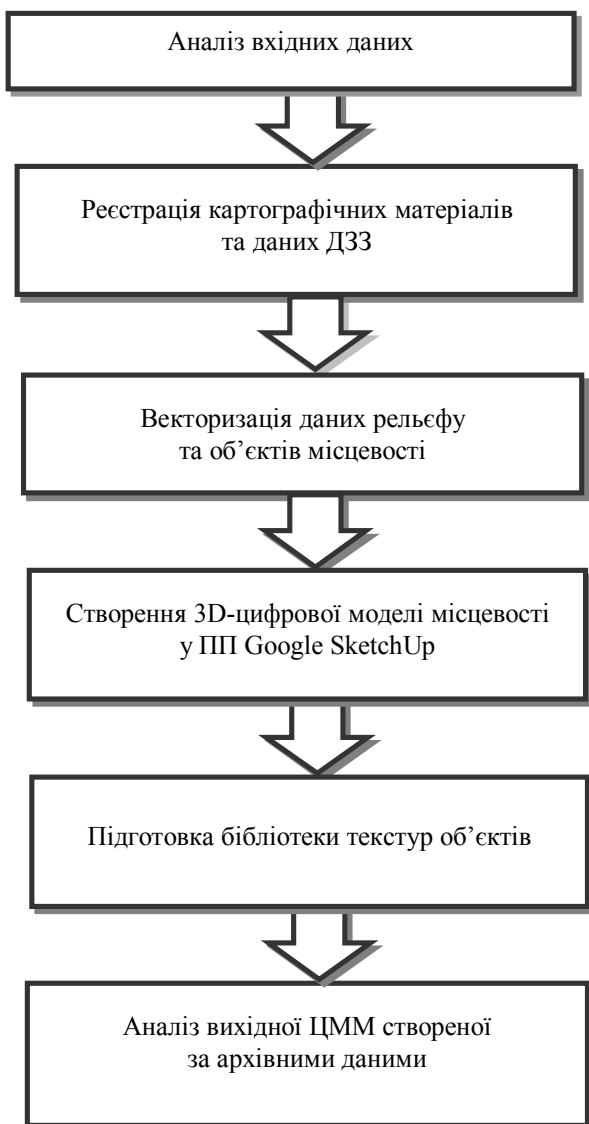 Аналіз вхідних даних
Реєстрація картографічних матеріалів
та даних ДЗЗ
Векторизація даних рельєфу
та об’єктів місцевості
Створення 3D-цифрової моделі місцевості
у ПП Google SketchUp
Підготовка бібліотеки текстур об’єктів
Аналіз вихідної ЦММ створеної
за архівними даними